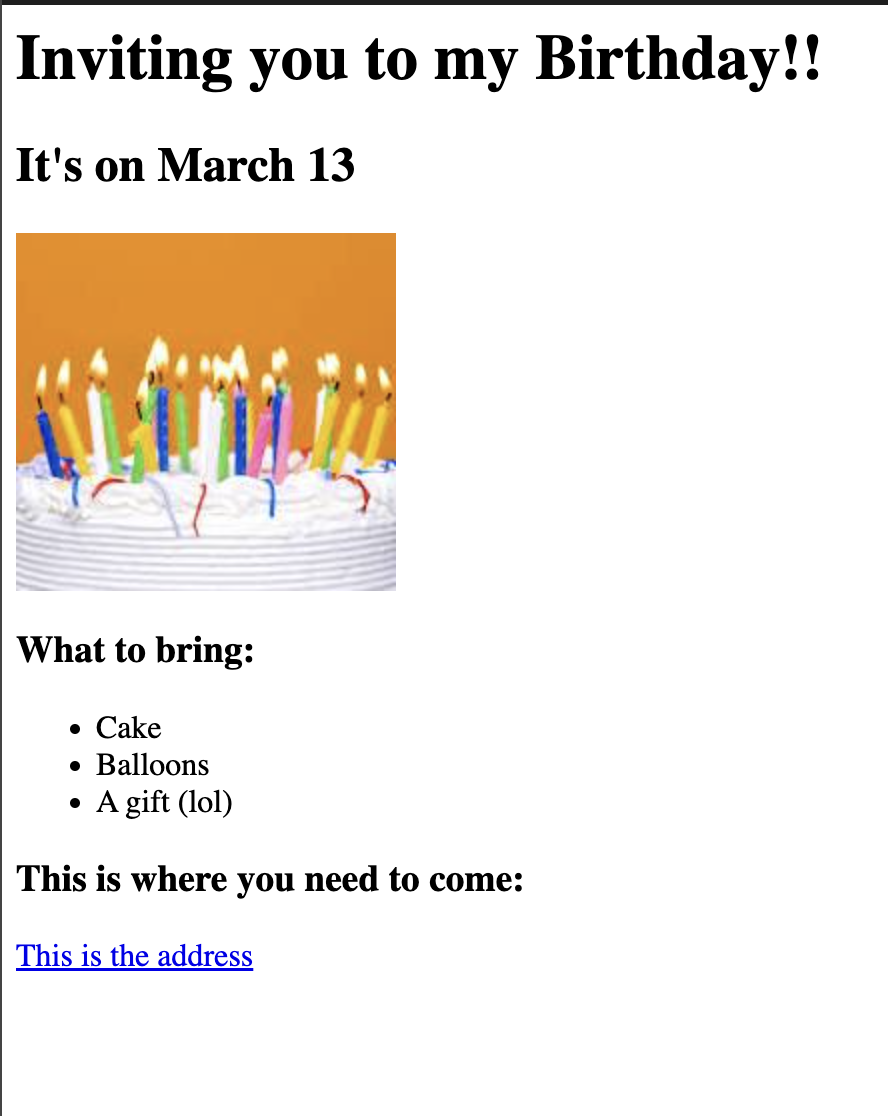 Inviting you to my Birthday!!
It's on March 13
What to bring:
Cake
Balloons
A gift (lol)
This is where you need to come:
This is the address